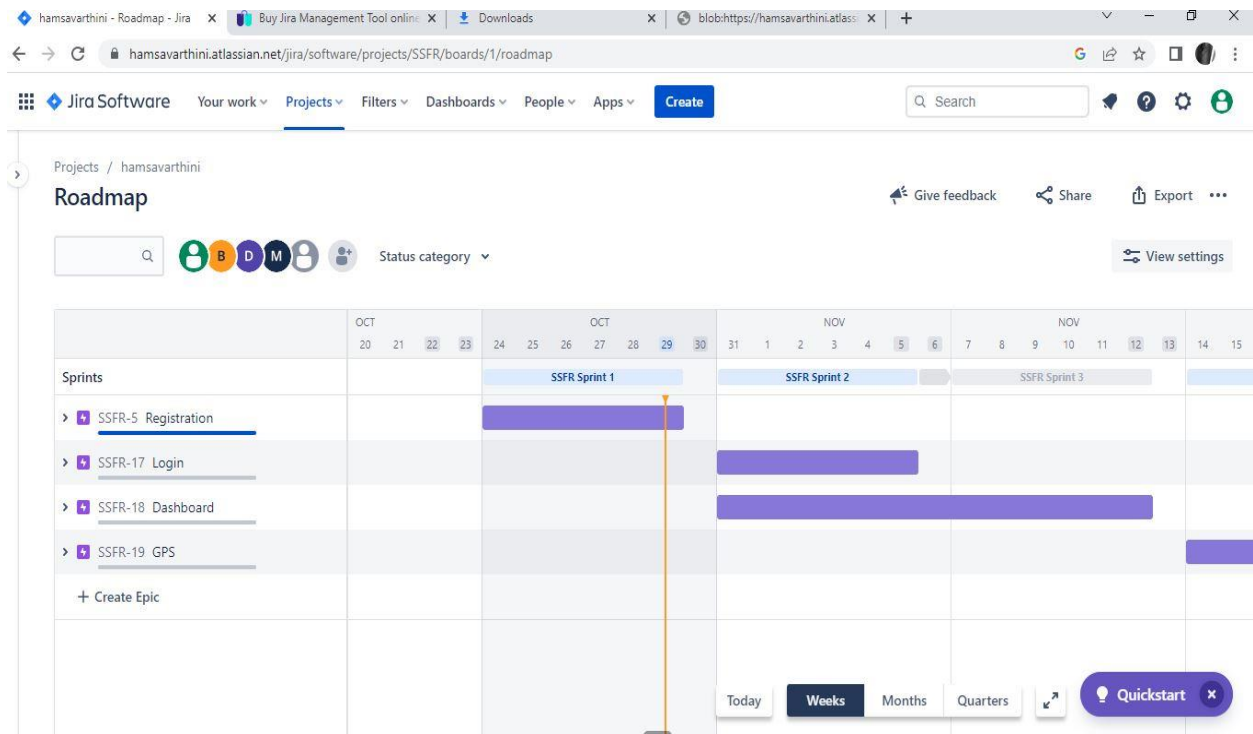 hamsavarthini - Roadmap - Jira
Buy Jira Management Tool online
Downloads
blob:https://hamsavarthini.atlass
hamsavarthini.atlassian.net/jira/software/projects/SSFR/boards/1/roadmap
Jira Software Your work Projects Filters Dashboards People Apps Create Search
Projects / hamsavarthini
Roadmap
Give feedback Share Export
B D M Status category View settings
OCT OCT NOV NOV
20 21 22 23 24 25 26 27 28 29 30 31 1 2 3 4 5 6 7 8 9 10 11 12 13 14 15
Sprints SSFR Sprint 1 SSFR Sprint 2 SSFR Sprint 3
SSFR-5 Registration
SSFR-17 Login
SSFR-18 Dashboard
SSFR-19 GPS
+ Create Epic
Today Weeks Months Quarters Quickstart